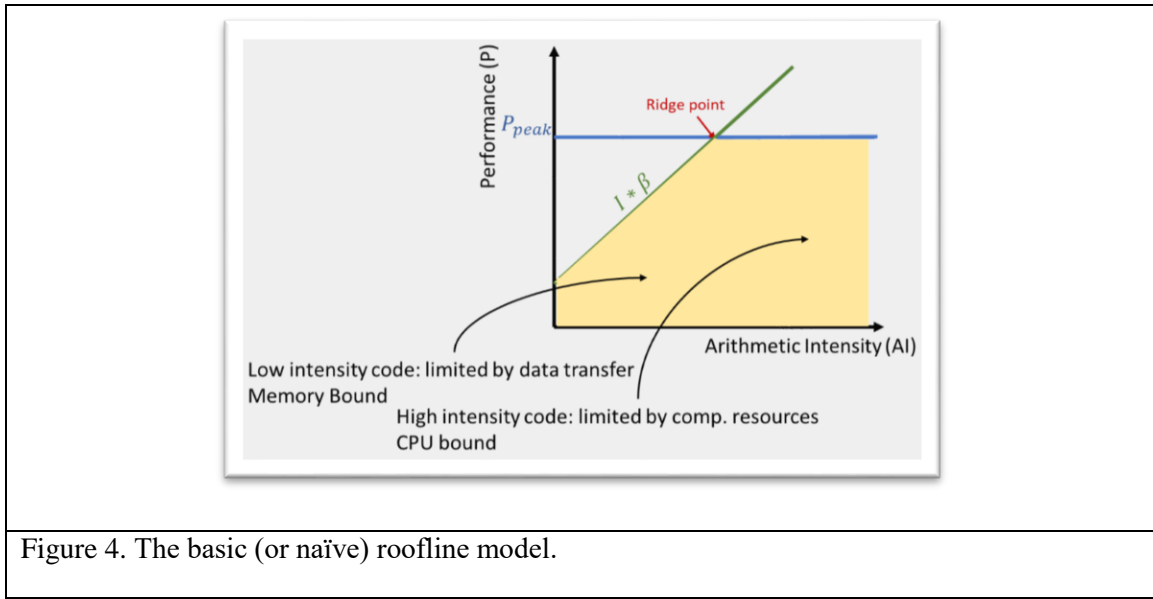 Performance (P)
P_peak
Ridge point
I * β
Arithmetic Intensity (AI)
Low intensity code: limited by data transfer
Memory Bound
High intensity code: limited by comp. resources
CPU bound
Figure 4. The basic (or naïve) roofline model.